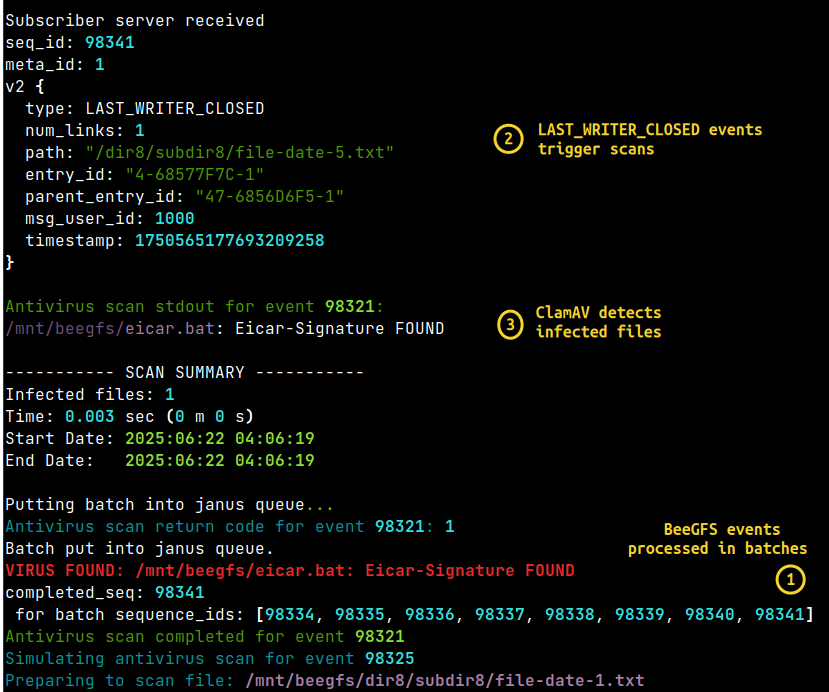 Subscriber server received
seq_id: 98341
meta_id: 1
v2 {
  type: LAST_WRITER_CLOSED
  num_links: 1
  path: "/dir8/subdir8/file-date-5.txt"
  entry_id: "4-68577F7C-1"
  parent_entry_id: "47-6856D6F5-1"
  msg_user_id: 1000
  timestamp: 1750565177693209258
}
2
LAST_WRITER_CLOSED events
trigger scans
Antivirus scan stdout for event 98321:
/mnt/beegfs/eicar.bat: Eicar-Signature FOUND
3
ClamAV detects
infected files
----------- SCAN SUMMARY -----------
Infected files: 1
Time: 0.003 sec (0 m 0 s)
Start Date: 2025:06:22 04:06:19
End Date:   2025:06:22 04:06:19
Putting batch into janus queue...
Antivirus scan return code for event 98321: 1
Batch put into janus queue.
VIRUS FOUND: /mnt/beegfs/eicar.bat: Eicar-Signature FOUND
completed_seq: 98341
 for batch sequence_ids: [98334, 98335, 98336, 98337, 98338, 98339, 98340, 98341]
Antivirus scan completed for event 98321
Simulating antivirus scan for event 98325
Preparing to scan file: /mnt/beegfs/dir8/subdir8/file-date-1.txt
BeeGFS events
processed in batches
1